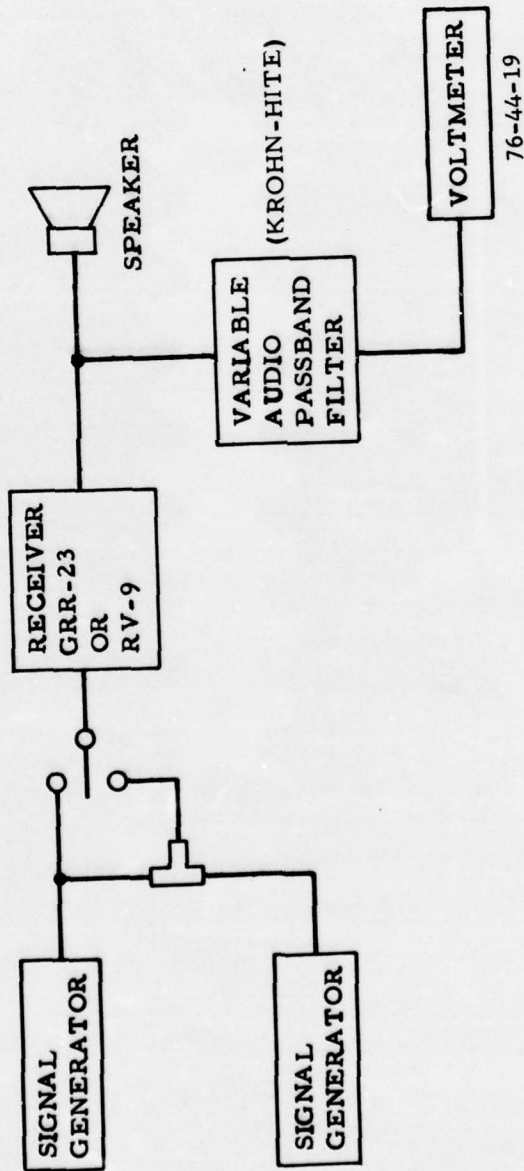 SIGNAL
GENERATOR
SIGNAL
GENERATOR
RECEIVER
GRR-23
OR
RV-9
SPEAKER
VARIABLE
AUDIO
PASSBAND
FILTER
(KROHN-HITE)
VOLTMETER
76-44-19